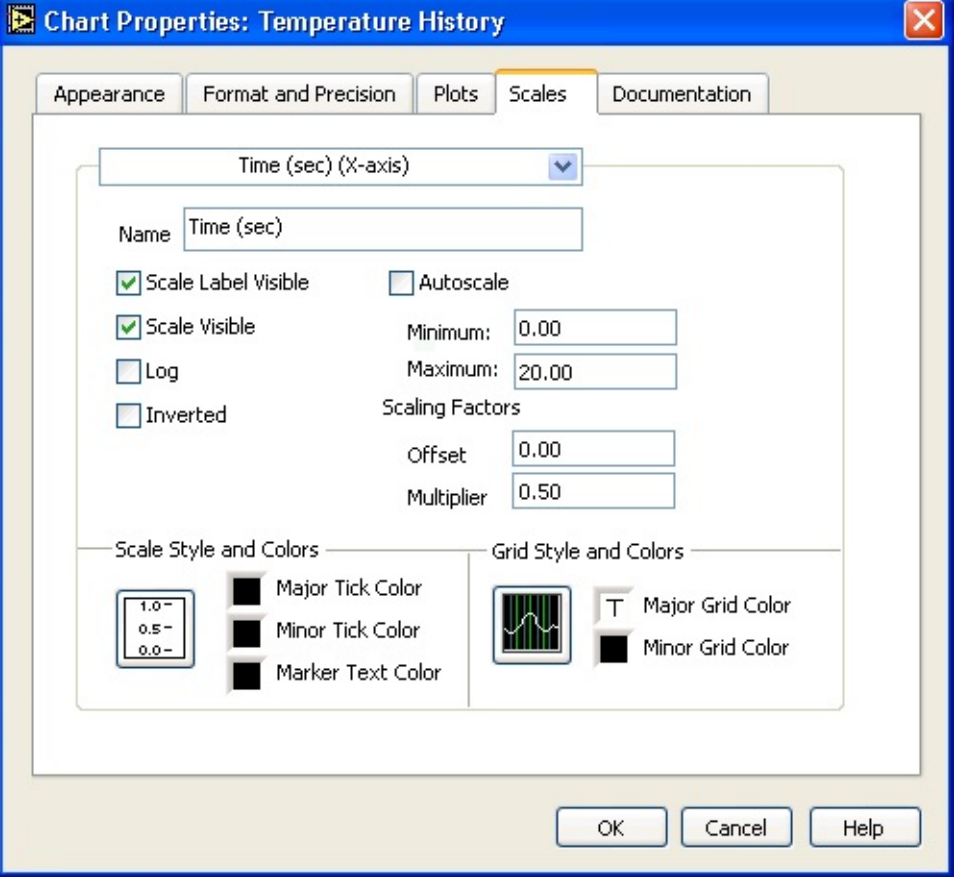 Chart Properties: Temperature History
Appearance Format and Precision Plots Scales Documentation
Time (sec) (X-axis)
Name Time (sec)
Scale Label Visible Autoscale
Scale Visible
Minimum: 0.00
Log
Maximum: 20.00
Inverted
Scaling Factors
Offset 0.00
Multiplier 0.50
Scale Style and Colors Grid Style and Colors
1.0
0.5
0.0
Major Tick Color
Minor Tick Color
Marker Text Color
T Major Grid Color
Minor Grid Color
OK Cancel Help